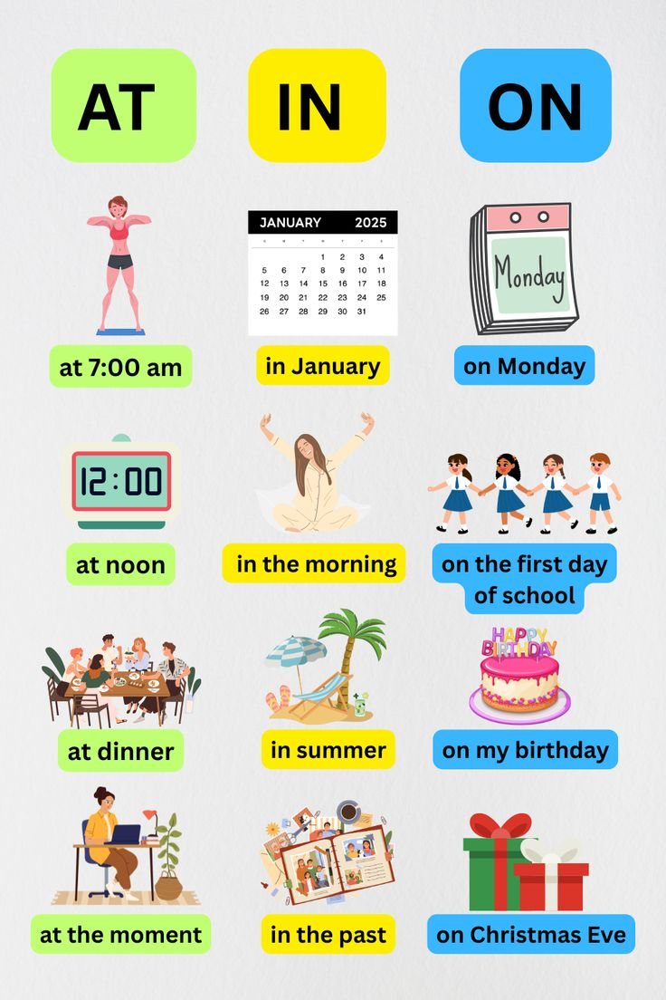 AT
IN
ON
JANUARY 2025
S M T W T F S
1 2 3 4
5 6 7 8 9 10 11
12 13 14 15 16 17 18
19 20 21 22 23 24 25
26 27 28 29 30 31
Monday
at 7:00 am
in January
on Monday
12:00
at noon
in the morning
on the first day
of school
HAPPY
BIRTHDAY
at dinner
in summer
on my birthday
at the moment
in the past
on Christmas Eve